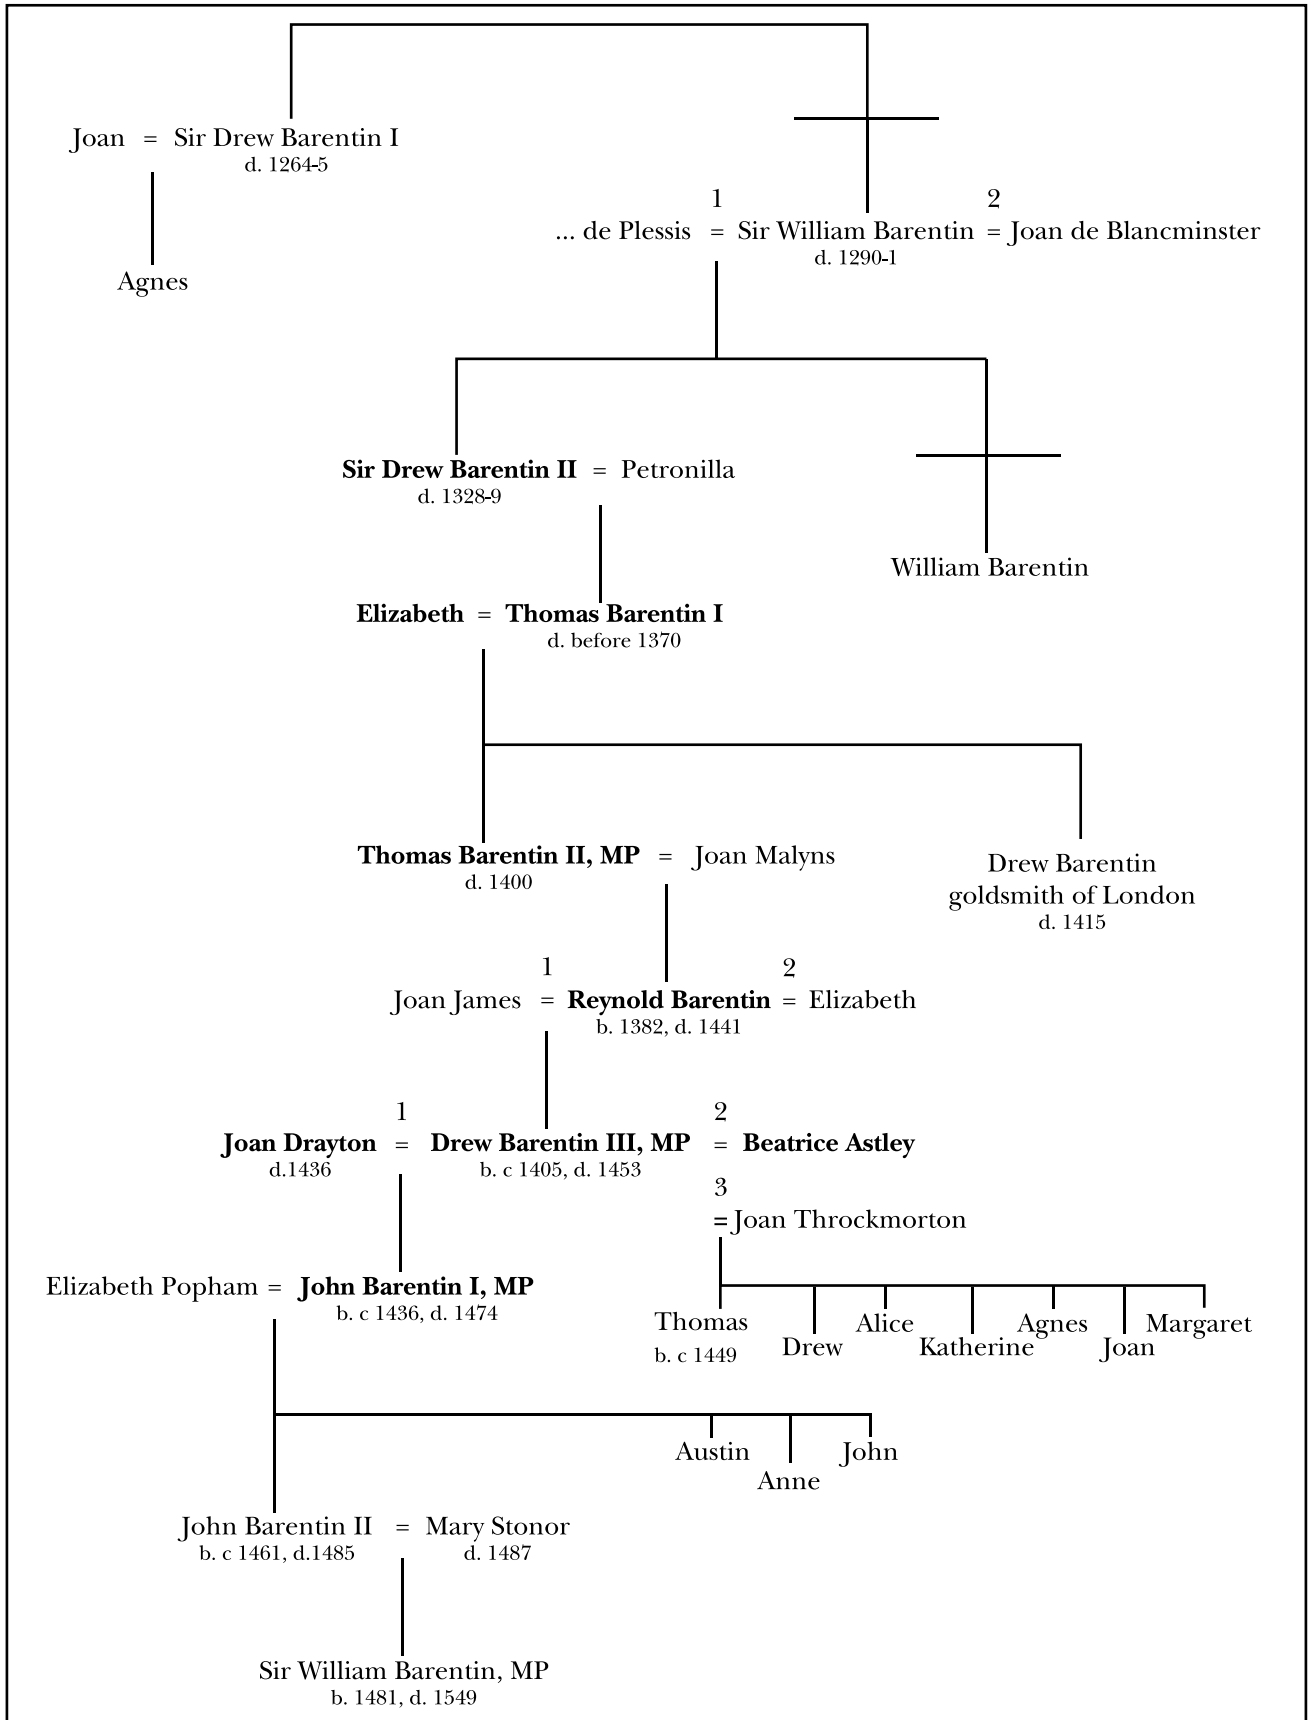 Joan = Sir Drew Barentin I
d. 1264-5
Agnes
1 2
... de Plessis = Sir William Barentin = Joan de Blancminster
d. 1290-1
Sir Drew Barentin II = Petronilla
d. 1328-9
William Barentin
Elizabeth = Thomas Barentin I
d. before 1370
Thomas Barentin II, MP = Joan Malyns
d. 1400
Drew Barentin
goldsmith of London
d. 1415
1 2
Joan James = Reynold Barentin = Elizabeth
b. 1382, d. 1441
1 2
Joan Drayton = Drew Barentin III, MP = Beatrice Astley
d.1436 b. c 1405, d. 1453
3
= Joan Throckmorton
Elizabeth Popham = John Barentin I, MP
b. c 1436, d. 1474
Thomas Alice Agnes Margaret
Drew Katherine Joan
b. c 1449
Austin John
Anne
John Barentin II = Mary Stonor
b. c 1461, d.1485 d. 1487
Sir William Barentin, MP
b. 1481, d. 1549